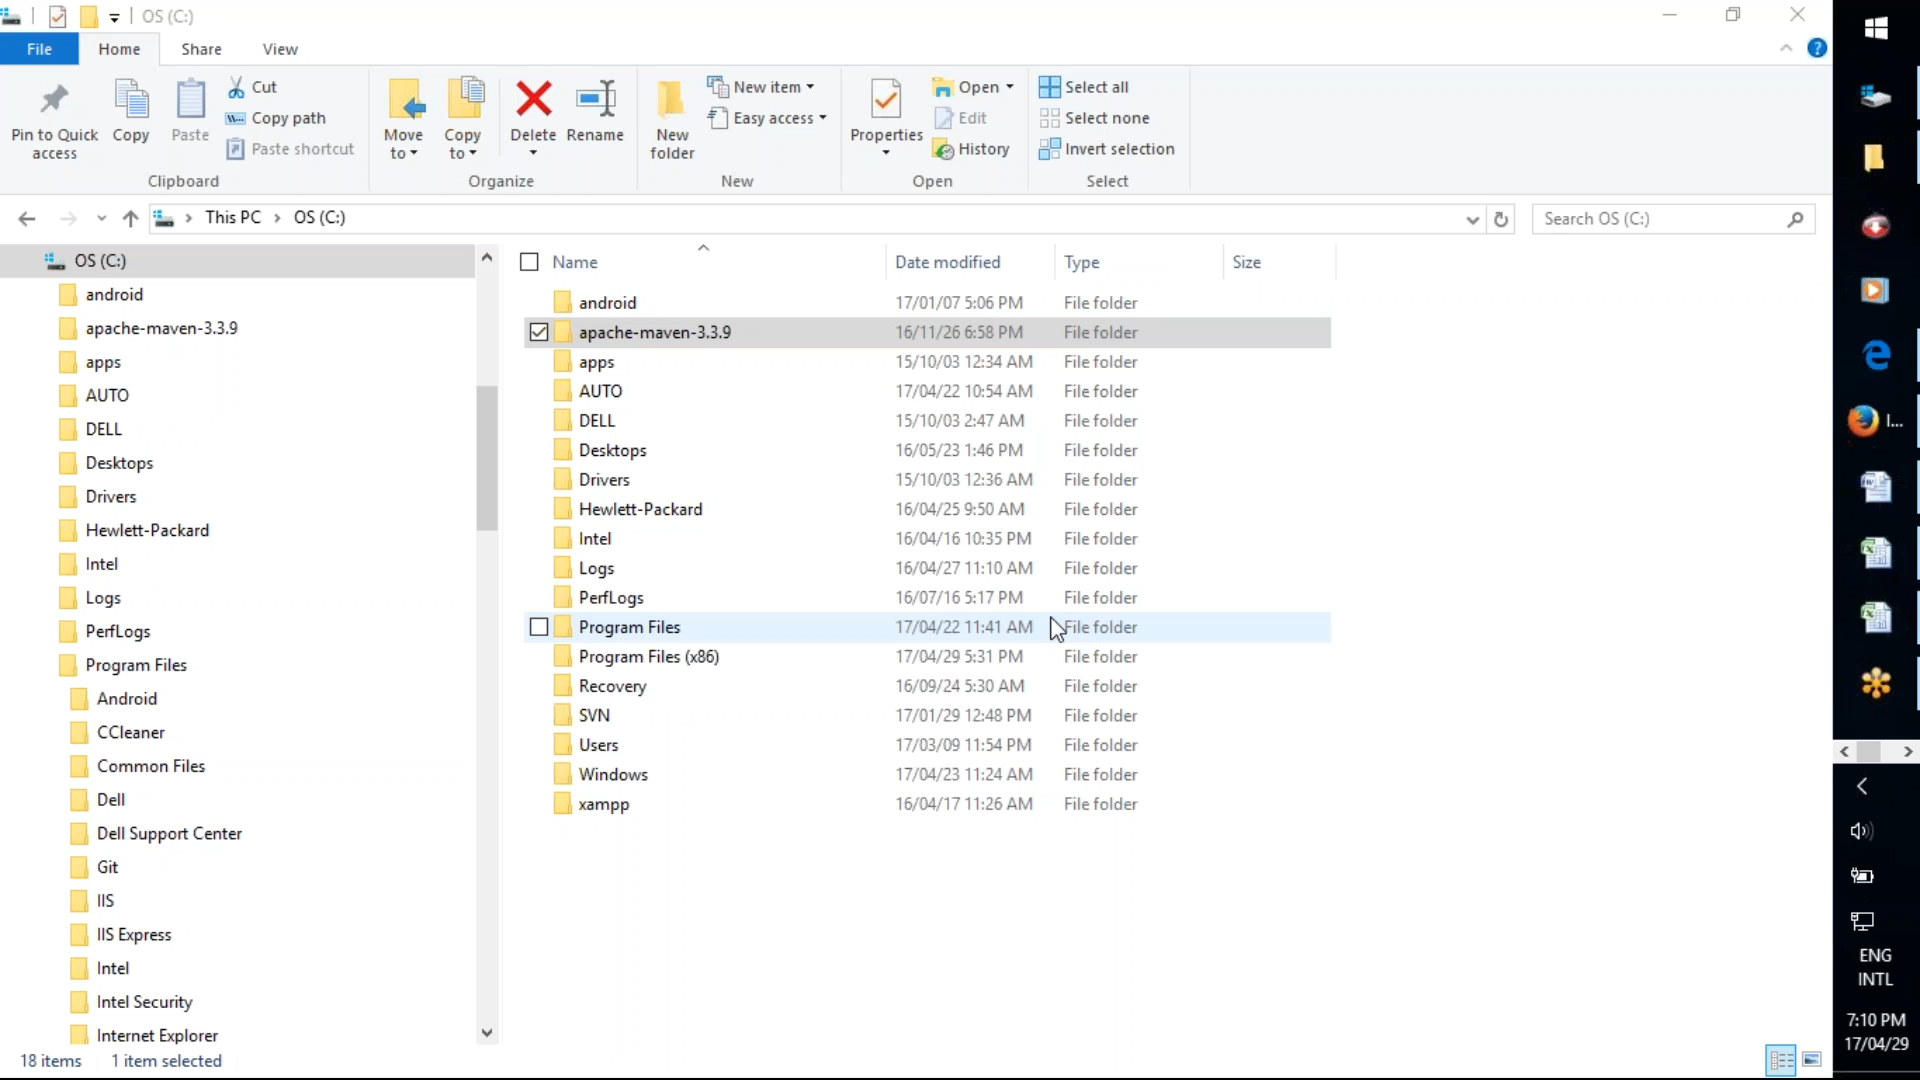 OS (C:)
File Home Share View
Pin to Quick access
Copy
Paste
Cut
Copy path
Paste shortcut
Clipboard
Move to
Copy to
Delete
Rename
Organize
New folder
New item
Easy access
New
Properties
Open
Edit
History
Open
Select all
Select none
Invert selection
Select
This PC > OS (C:)
Search OS (C:)
OS (C:)
android
apache-maven-3.3.9
apps
AUTO
DELL
Desktops
Drivers
Hewlett-Packard
Intel
Logs
PerfLogs
Program Files
Android
CCleaner
Common Files
Dell
Dell Support Center
Git
IIS
IIS Express
Intel
Intel Security
Internet Explorer
Name Date modified Type Size
android 17/01/07 5:06 PM File folder
apache-maven-3.3.9 16/11/26 6:58 PM File folder
apps 15/10/03 12:34 AM File folder
AUTO 17/04/22 10:54 AM File folder
DELL 15/10/03 2:47 AM File folder
Desktops 16/05/23 1:46 PM File folder
Drivers 15/10/03 12:36 AM File folder
Hewlett-Packard 16/04/25 9:50 AM File folder
Intel 16/04/16 10:35 PM File folder
Logs 16/04/27 11:10 AM File folder
PerfLogs 16/07/16 5:17 PM File folder
Program Files 17/04/22 11:41 AM File folder
Program Files (x86) 17/04/29 5:31 PM File folder
Recovery 16/09/24 5:30 AM File folder
SVN 17/01/29 12:48 PM File folder
Users 17/03/09 11:54 PM File folder
Windows 17/04/23 11:24 AM File folder
xampp 16/04/17 11:26 AM File folder
18 items 1 item selected
I...
ENG
INTL
7:10 PM
17/04/29